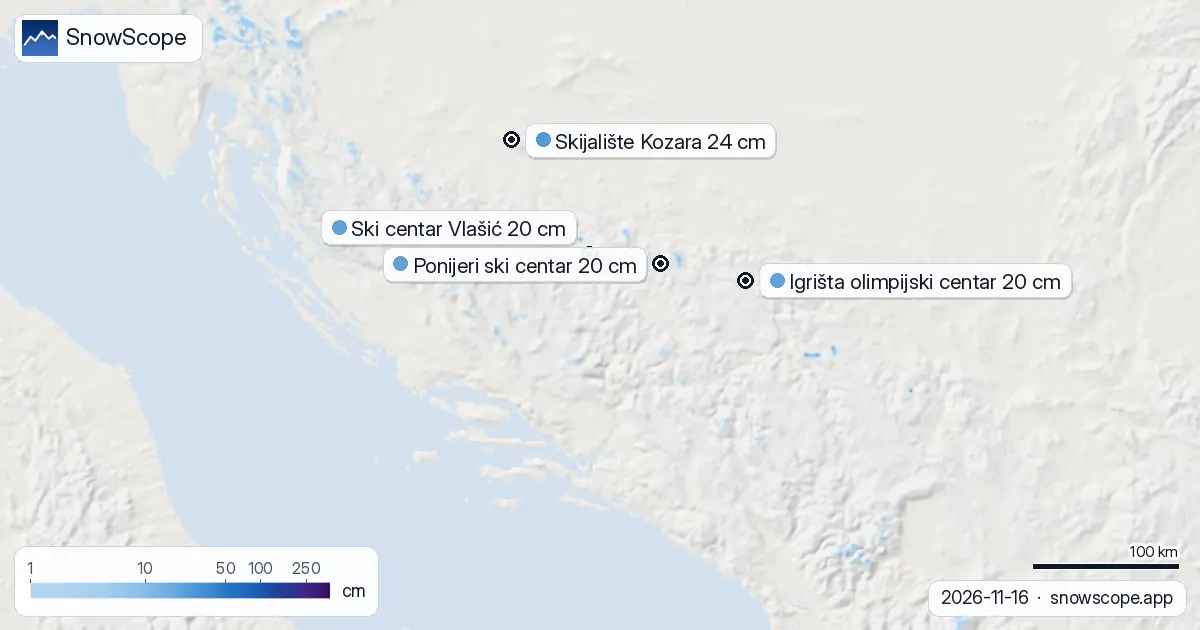 SnowScope
Skijalište Kozara 24 cm
Ski centar Vlašić 20 cm
Ponijeri ski centar 20 cm
Igrišta olimpijski centar 20 cm
1 10 50 100 250
cm
100 km
2026-11-16 · snowscope.app